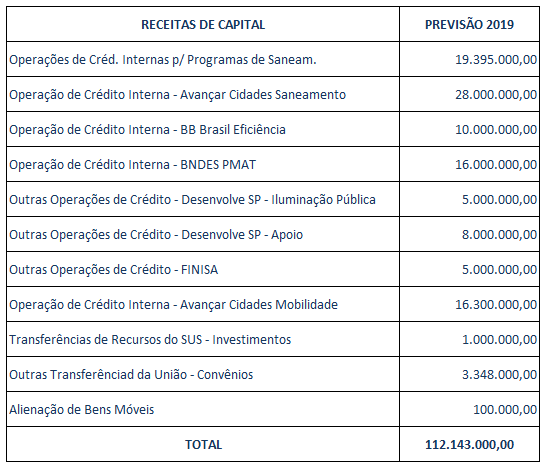 RECEITAS DE CAPITAL PREVISÃO 2019
Operações de Créd. Internas p/ Programas de Saneam. 19.395.000,00
Operação de Crédito Interna - Avançar Cidades Saneamento 28.000.000,00
Operação de Crédito Interna - BB Brasil Eficiência 10.000.000,00
Operação de Crédito Interna - BNDES PMAT 16.000.000,00
Outras Operações de Crédito - Desenvolve SP - Iluminação Pública 5.000.000,00
Outras Operações de Crédito - Desenvolve SP - Apoio 8.000.000,00
Outras Operações de Crédito - FINISA 5.000.000,00
Operação de Crédito Interna - Avançar Cidades Mobilidade 16.300.000,00
Transferências de Recursos do SUS - Investimentos 1.000.000,00
Outras Transferênciad da União - Convênios 3.348.000,00
Alienação de Bens Móveis 100.000,00
TOTAL 112.143.000,00